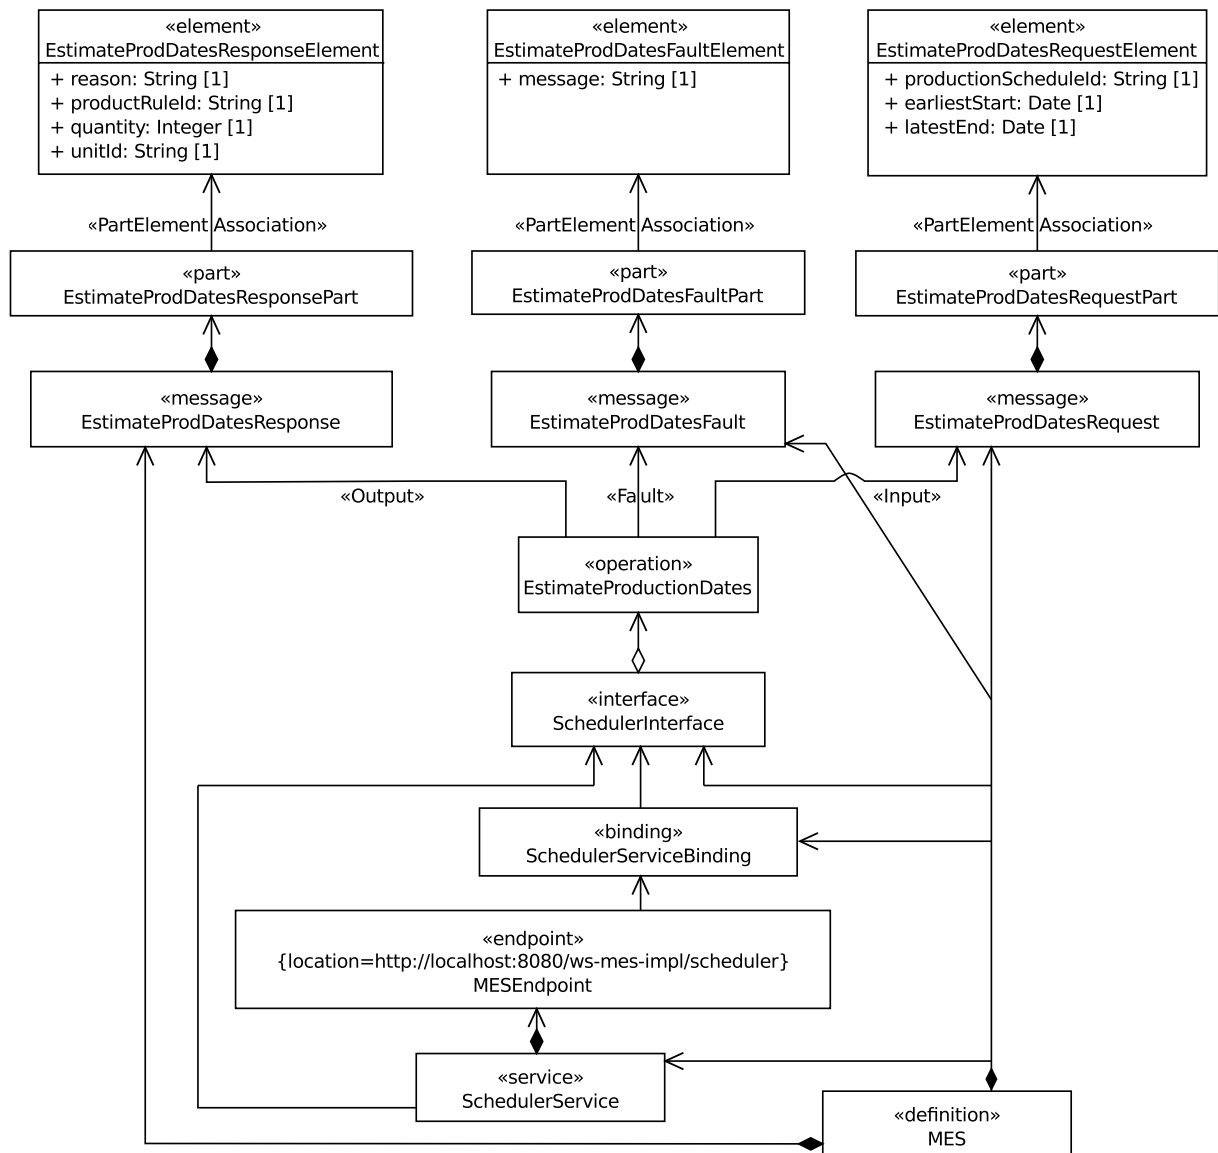 «element»
EstimateProdDatesResponseElement
+ reason: String [1]
+ productRuleId: String [1]
+ quantity: Integer [1]
+ unitId: String [1]
«element»
EstimateProdDatesFaultElement
+ message: String [1]
«element»
EstimateProdDatesRequestElement
+ productionScheduleId: String [1]
+ earliestStart: Date [1]
+ latestEnd: Date [1]
«PartElement Association»
«PartElement Association»
«PartElement Association»
«part»
EstimateProdDatesResponsePart
«part»
EstimateProdDatesFaultPart
«part»
EstimateProdDatesRequestPart
«message»
EstimateProdDatesResponse
«message»
EstimateProdDatesFault
«message»
EstimateProdDatesRequest
«Output»
«Fault»
«Input»
«operation»
EstimateProductionDates
«interface»
SchedulerInterface
«binding»
SchedulerServiceBinding
«endpoint»
{location=http://localhost:8080/ws-mes-impl/scheduler}
MESEndpoint
«service»
SchedulerService
«definition»
MES